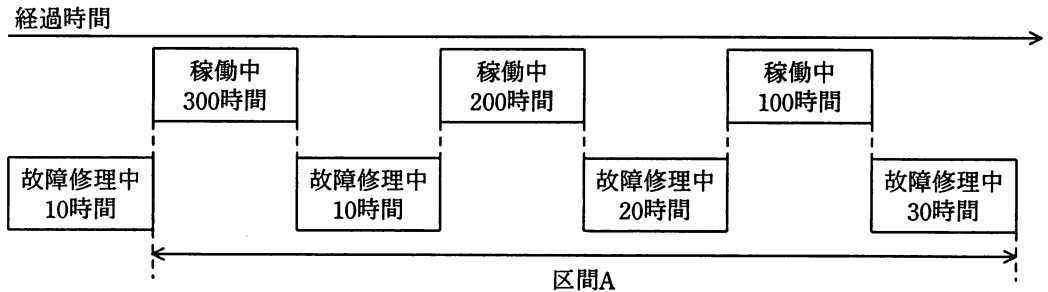 経過時間
稼働中
300時間
稼働中
200時間
稼働中
100時間
故障修理中
10時間
故障修理中
10時間
故障修理中
20時間
故障修理中
30時間
区間A